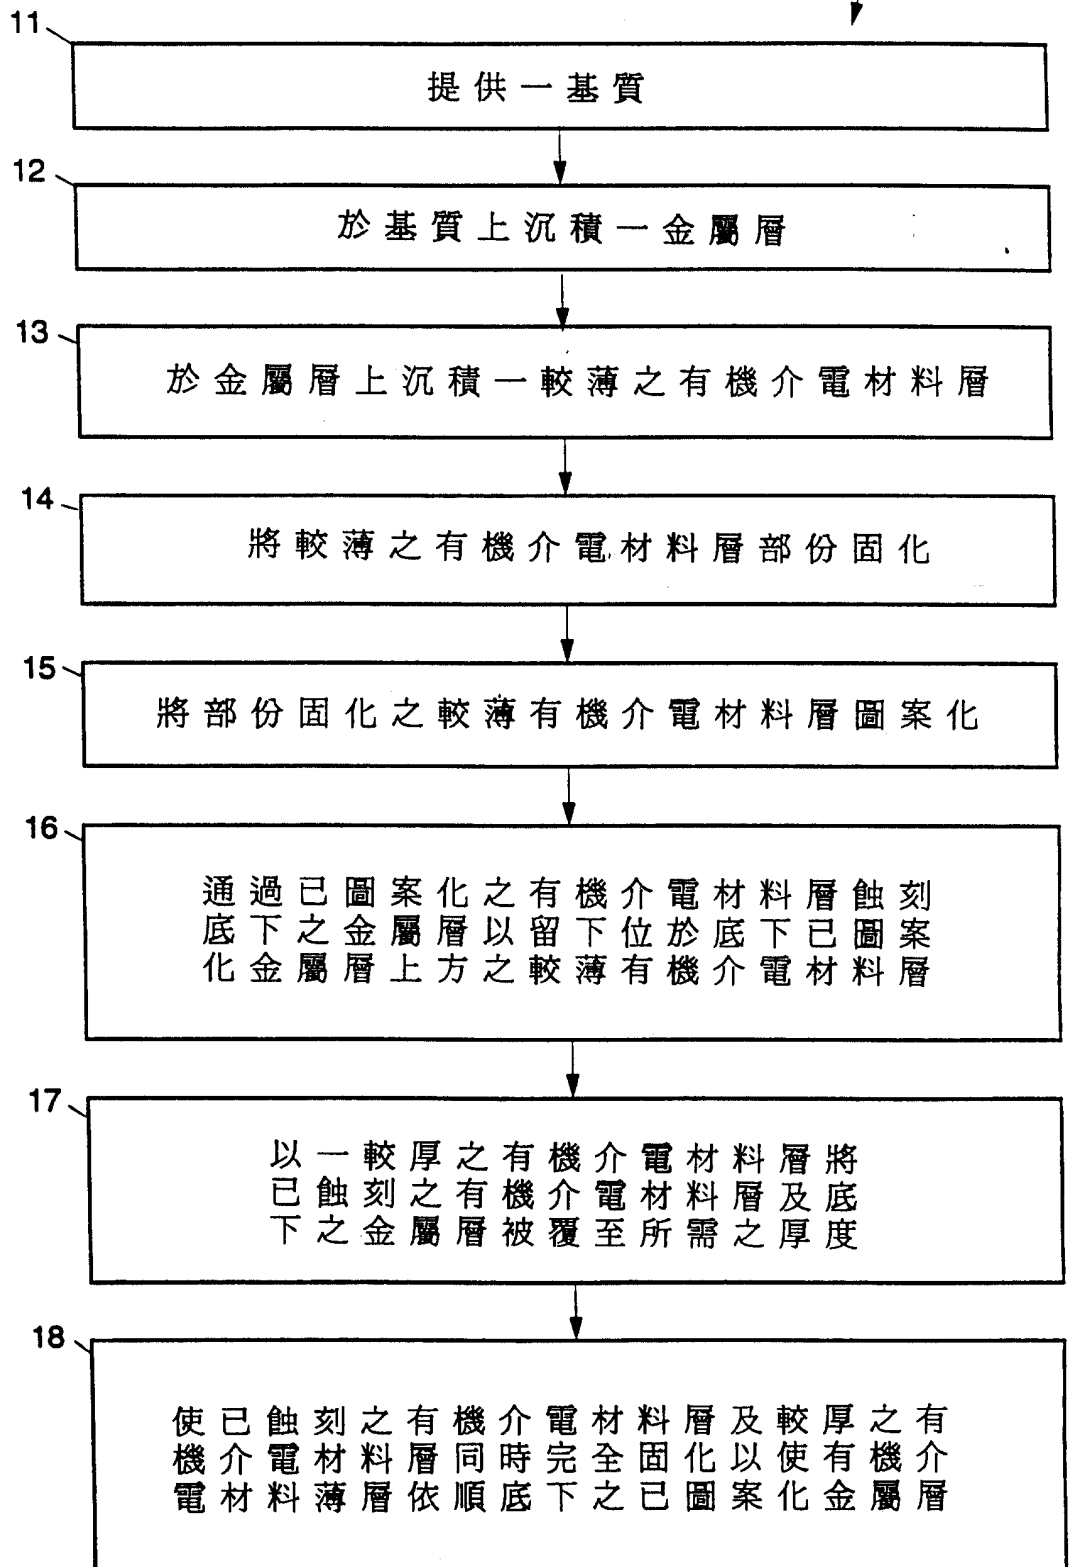 11
提供一基質
12
於基質上沉積一金屬層
13
於金屬層上沉積一較薄之有機介電材料層
14
將較薄之有機介電材料層部份固化
15
將部份固化之較薄有機介電材料層圖案化
16
通過已圖案化之有機介電材料層蝕刻
底下之金屬層以留下位於底下已圖案
化金屬層上方之較薄有機介電材料層
17
以一較厚之有機介電材料層將
已蝕刻之有機介電材料層及底
下之金屬層被覆至所需之厚度
18
使已蝕刻之有機介電材料層及較厚之有
機介電材料層同時完全固化以使有機介
電材料薄層依順底下之已圖案化金屬層